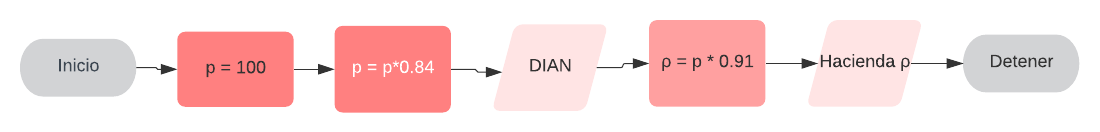 Inicio
p = 100
p = p*0.84
DIAN
ρ = p * 0.91
Hacienda ρ
Detener